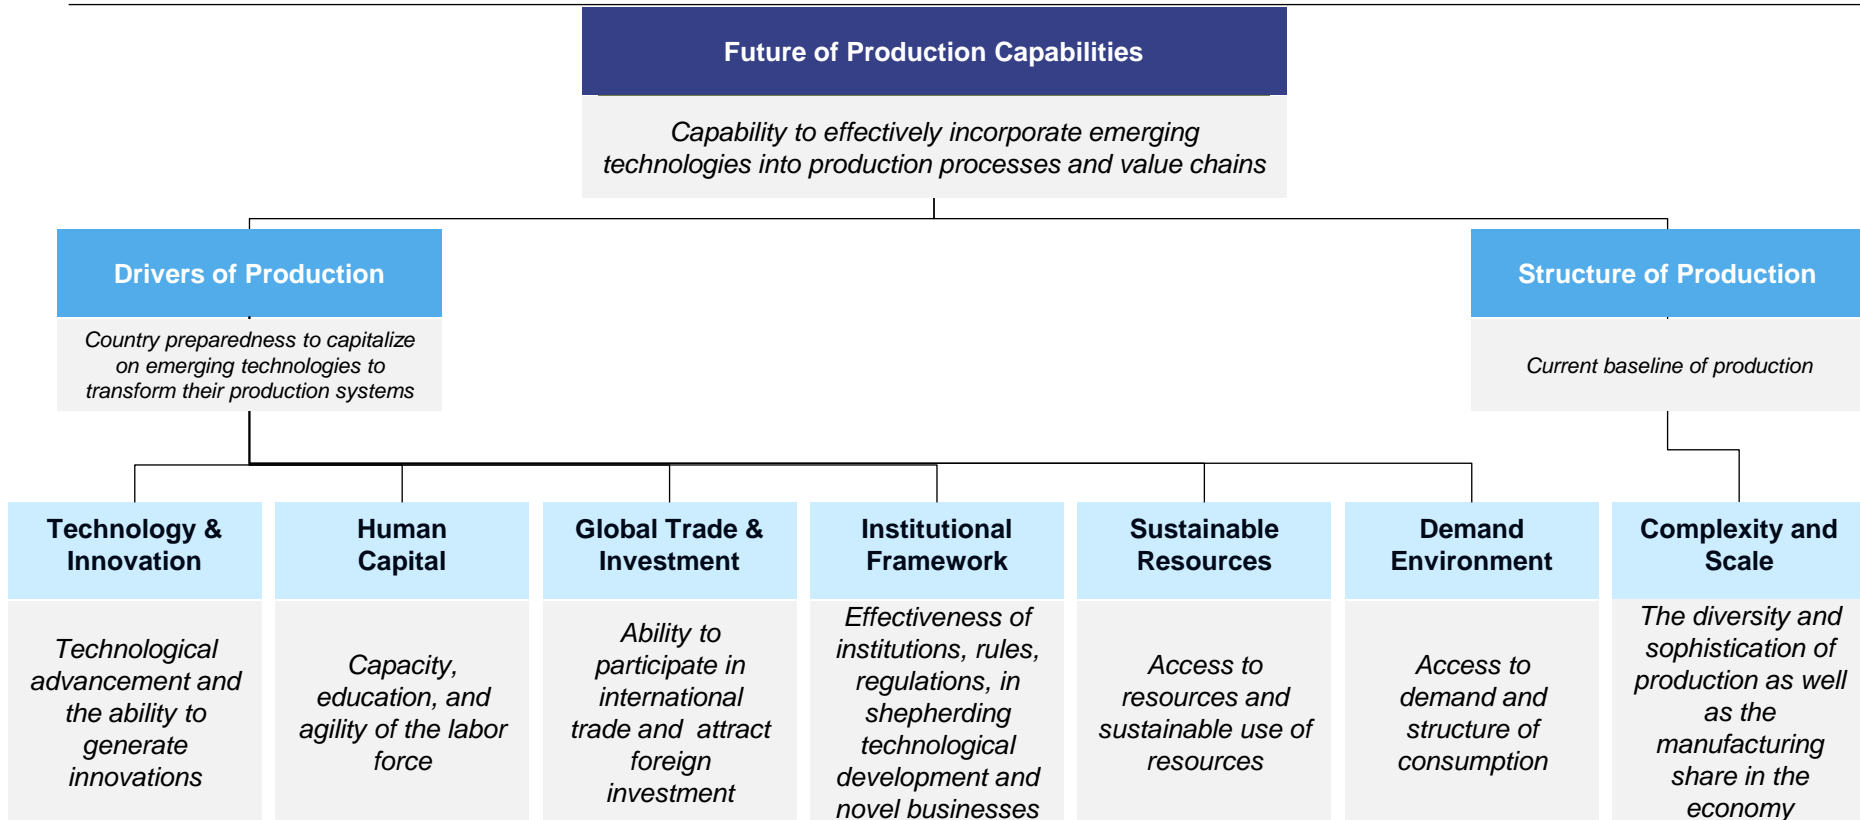 Future of Production Capabilities
Capability to effectively incorporate emerging
technologies into production processes and value chains
Drivers of Production
Country preparedness to capitalize
on emerging technologies to
transform their production systems
Structure of Production
Current baseline of production
Technology &
Innovation
Technological
advancement and
the ability to
generate
innovations
Human
Capital
Capacity,
education, and
agility of the labor
force
Global Trade &
Investment
Ability to
participate in
international
trade and  attract
foreign
investment
Institutional
Framework
Effectiveness of
institutions, rules,
regulations, in
shepherding
technological
development and
novel businesses
Sustainable
Resources
Access to
resources and
sustainable use of
resources
Demand
Environment
Access to
demand and
structure of
consumption
Complexity and
Scale
The diversity and
sophistication of
production as well
as the
manufacturing
share in the
economy